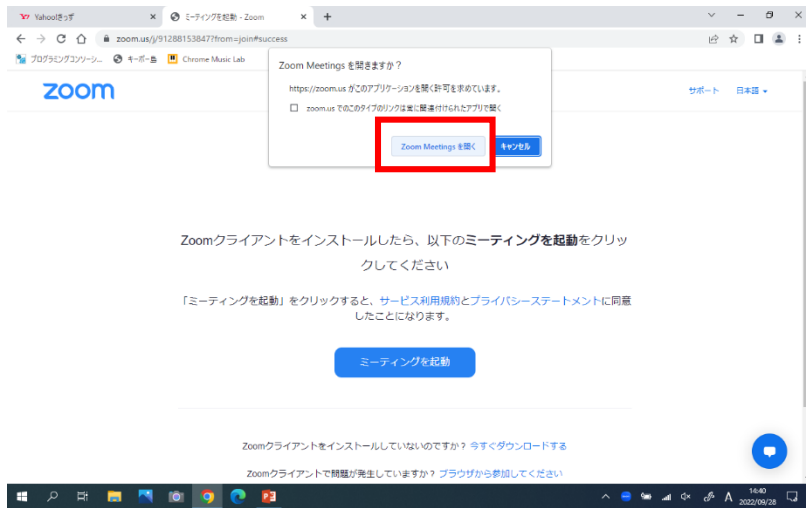 Yahoo!きっず
ミーティングを起動 - Zoom
zoom.us/j/91288153847?from=join#success
プログラミングコンソーシ...
キーボー島
Chrome Music Lab
Zoom Meetings を開きますか？
https://zoom.us がこのアプリケーションを開く許可を求めています。
zoom.us でのこのタイプのリンクは常に関連付けられたアプリで開く
Zoom Meetings を開く
キャンセル
zoom
サポート
日本語
Zoomクライアントをインストールしたら、以下のミーティングを起動をクリッ
クしてください
「ミーティングを起動」をクリックすると、サービス利用規約とプライバシーステートメントに同意
したことになります。
ミーティングを起動
Zoomクライアントをインストールしていないのですか？ 今すぐダウンロードする
Zoomクライアントで問題が発生していますか？ ブラウザから参加してください
A
14:40
2022/09/28